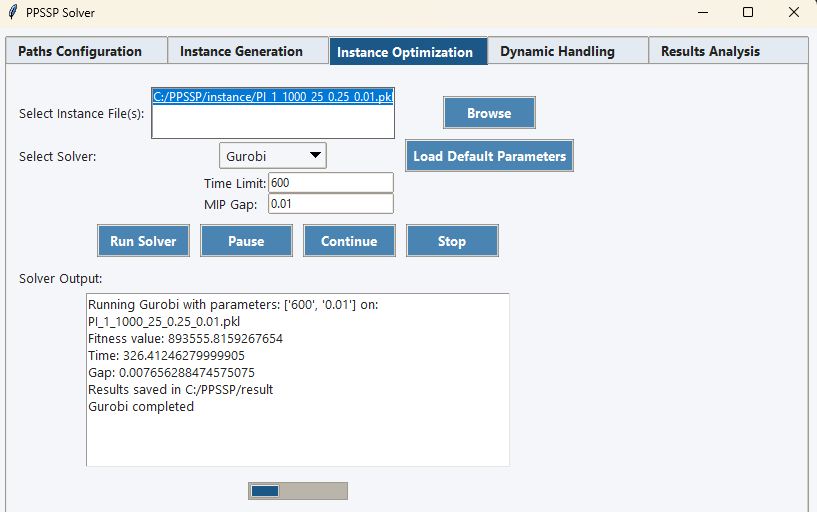 PPSSP Solver
Paths Configuration Instance Generation Instance Optimization Dynamic Handling Results Analysis
Select Instance File(s): C:/PPSSP/instance/PI_1_1000_25_0.25_0.01.pkl Browse
Select Solver: Gurobi Load Default Parameters
Time Limit: 600
MIP Gap: 0.01
Run Solver Pause Continue Stop
Solver Output:
Running Gurobi with parameters: ['600', '0.01'] on:
PI_1_1000_25_0.25_0.01.pkl
Fitness value: 893555.8159267654
Time: 326.41246279999905
Gap: 0.007656288474575075
Results saved in C:/PPSSP/result
Gurobi completed